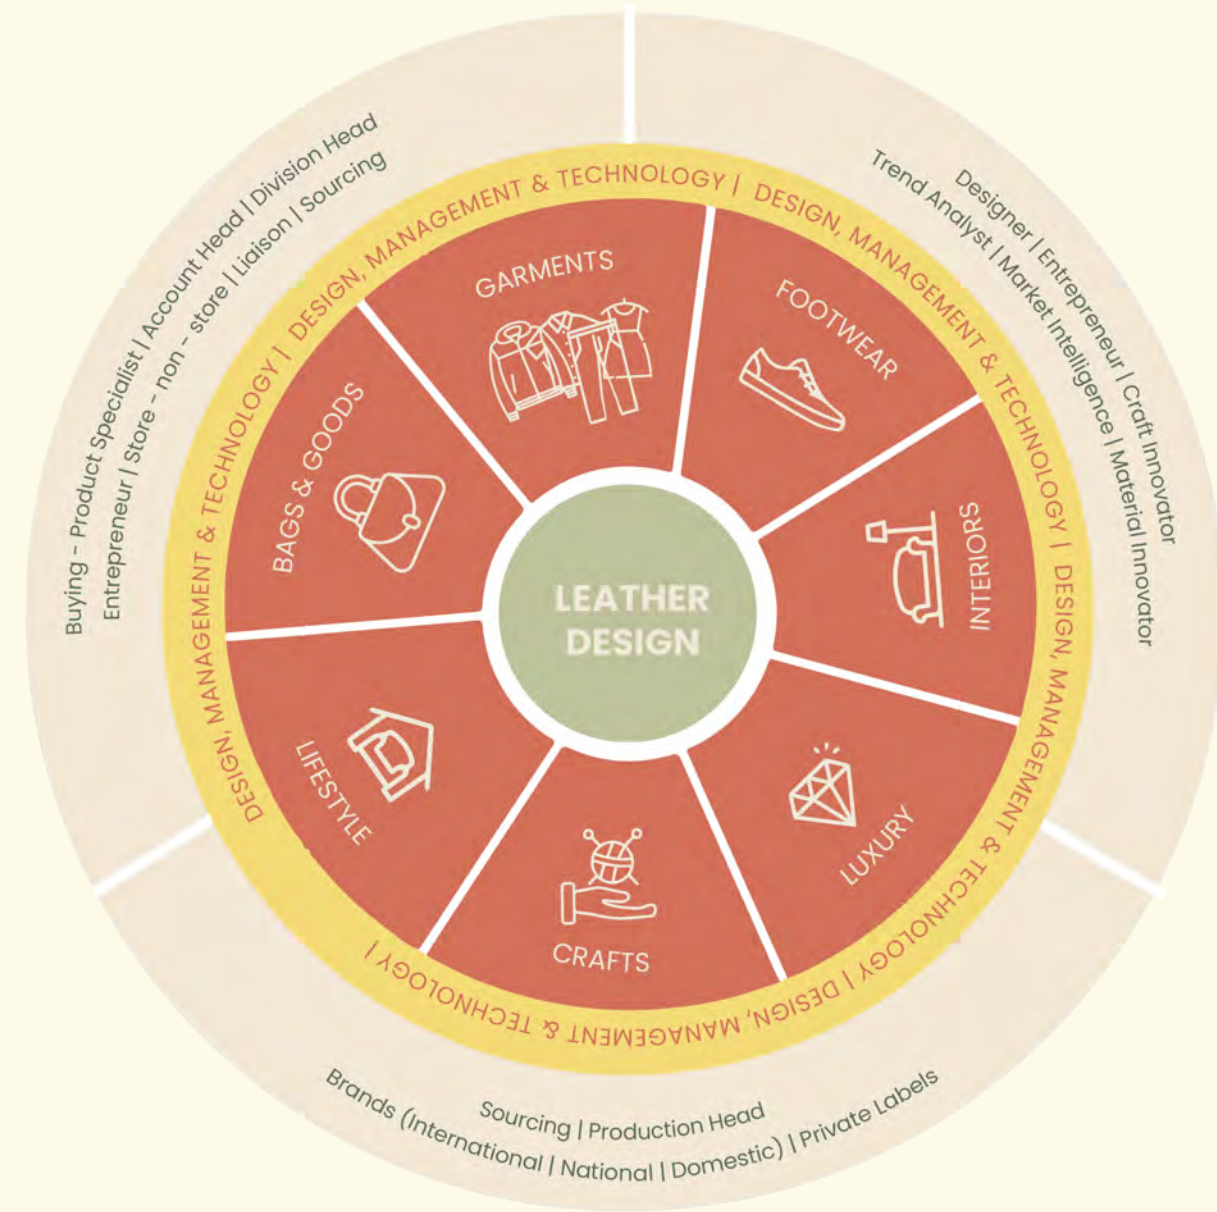 LEATHER
DESIGN
GARMENTS
FOOTWEAR
INTERIORS
LUXURY
CRAFTS
LIFESTYLE
BAGS & GOODS
DESIGN, MANAGEMENT & TECHNOLOGY | DESIGN, MANAGEMENT & TECHNOLOGY | DESIGN, MANAGEMENT & TECHNOLOGY | DESIGN, MANAGEMENT & TECHNOLOGY | DESIGN, MANAGEMENT & TECHNOLOGY |
Buying - Product Specialist | Account Head | Division Head
Entrepreneur | Store - non - store | Liaison | Sourcing
Designer | Entrepreneur | Craft Innovator
Trend Analyst | Market Intelligence | Material Innovator
Sourcing | Production Head
Brands (International | National | Domestic) | Private Labels